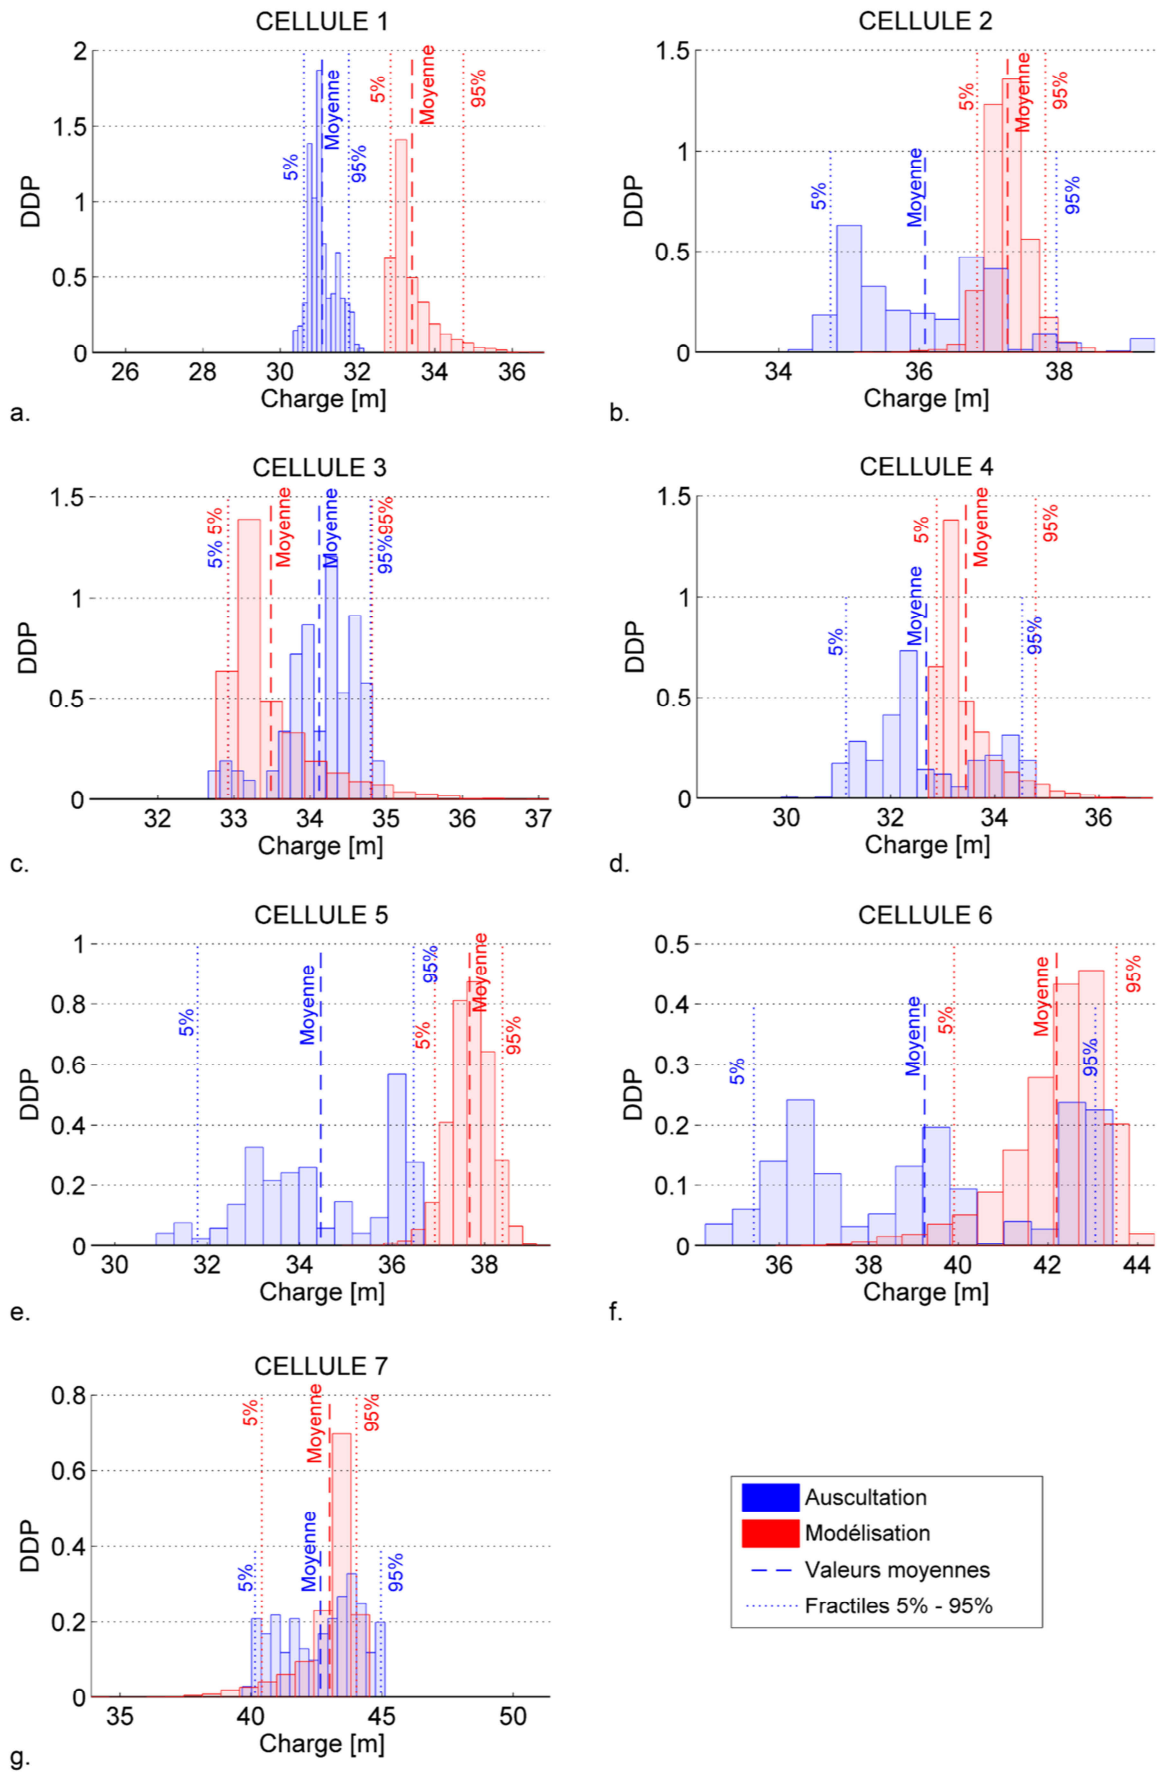 CELLULE 1
DDP
2
1.5
1
0.5
0
5%
Moyenne
95%
5%
Moyenne
95%
26 28 30 32 34 36
Charge [m]
a.
CELLULE 2
DDP
1.5
1
0.5
0
5%
Moyenne
95%
5%
Moyenne
95%
34 36 38
Charge [m]
b.
CELLULE 3
DDP
1.5
1
0.5
0
5%
5%
Moyenne
Moyenne
95%
95%
32 33 34 35 36 37
Charge [m]
c.
CELLULE 4
DDP
1.5
1
0.5
0
5%
Moyenne
95%
5%
Moyenne
95%
30 32 34 36
Charge [m]
d.
CELLULE 5
DDP
1
0.8
0.6
0.4
0.2
0
5%
Moyenne
95%
5%
Moyenne
95%
30 32 34 36 38
Charge [m]
e.
CELLULE 6
DDP
0.5
0.4
0.3
0.2
0.1
0
5%
Moyenne
95%
5%
Moyenne
95%
36 38 40 42 44
Charge [m]
f.
CELLULE 7
DDP
0.8
0.6
0.4
0.2
0
5%
Moyenne
95%
5%
Moyenne
95%
35 40 45 50
Charge [m]
g.
Auscultation
Modélisation
Valeurs moyennes
Fractiles 5% - 95%